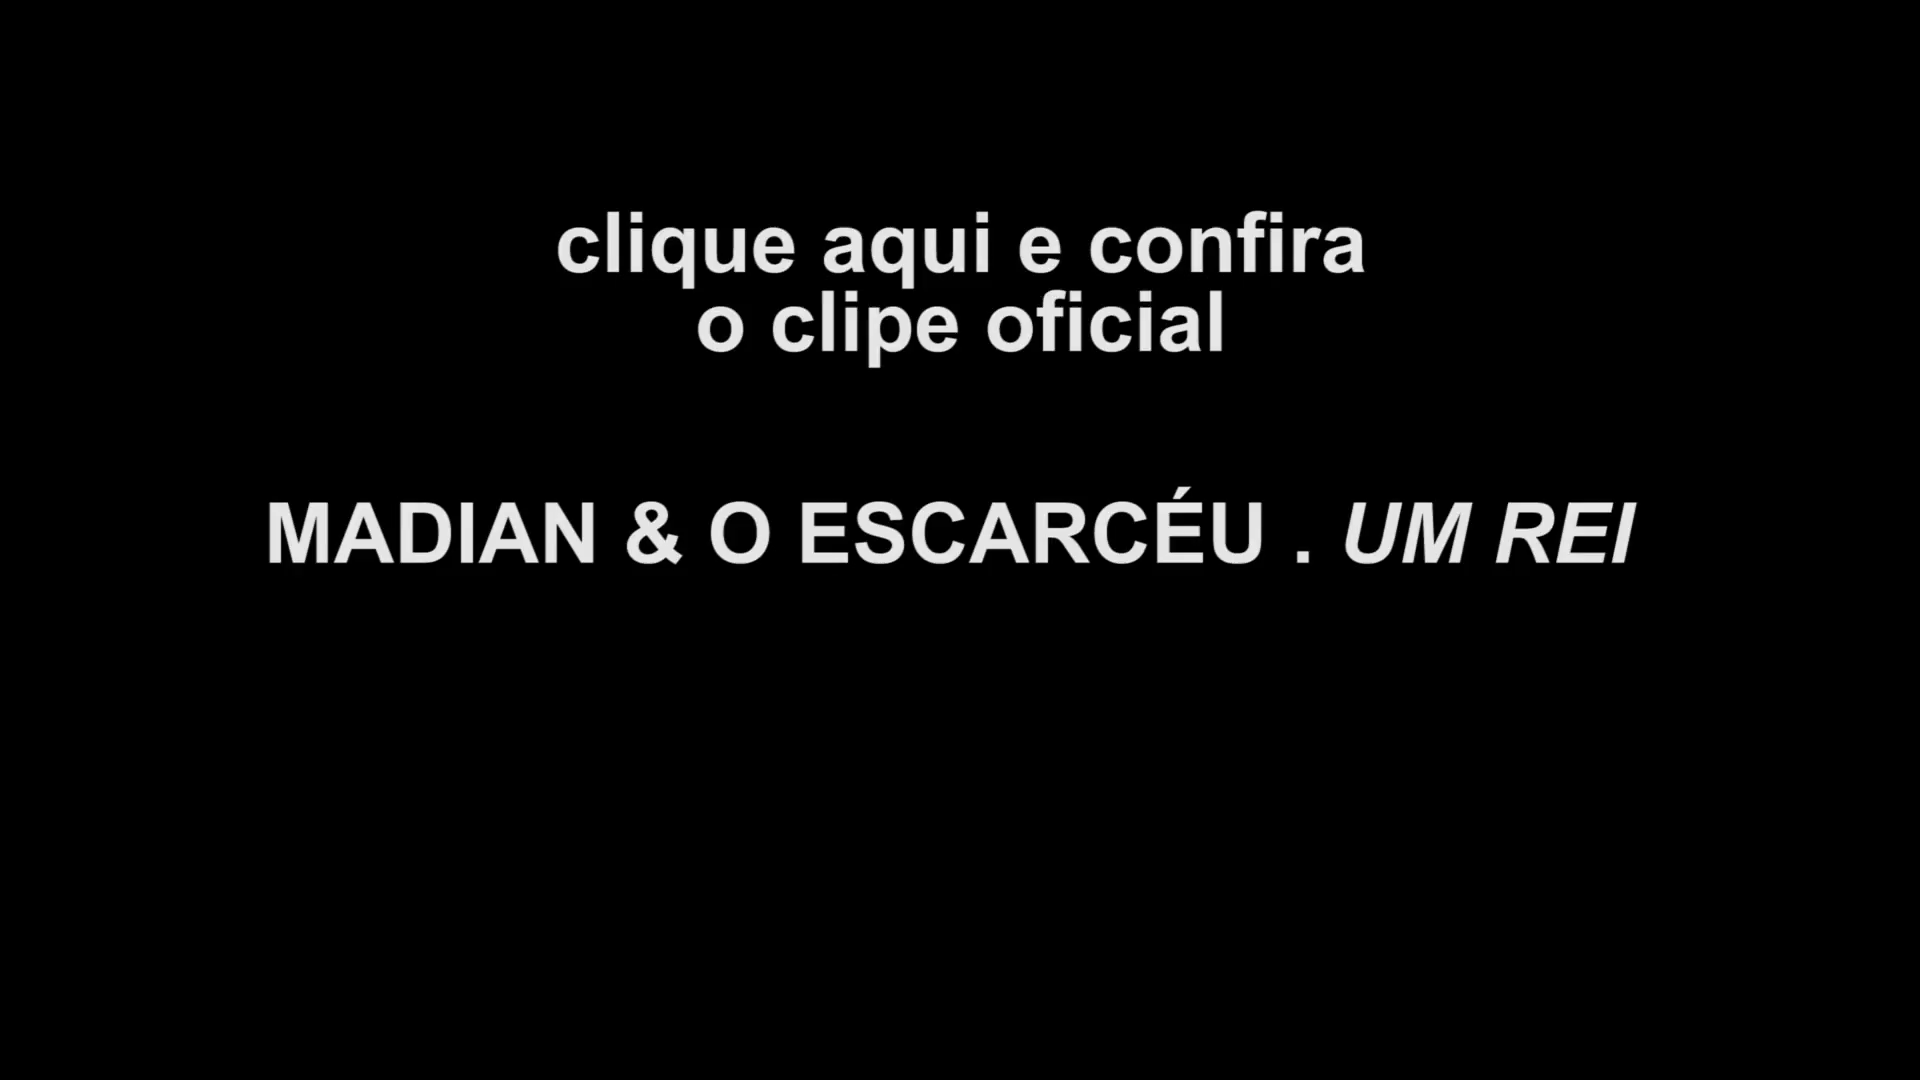 clique aqui e confira
o clipe oficial
MADIAN & O ESCARCÉU . UM REI